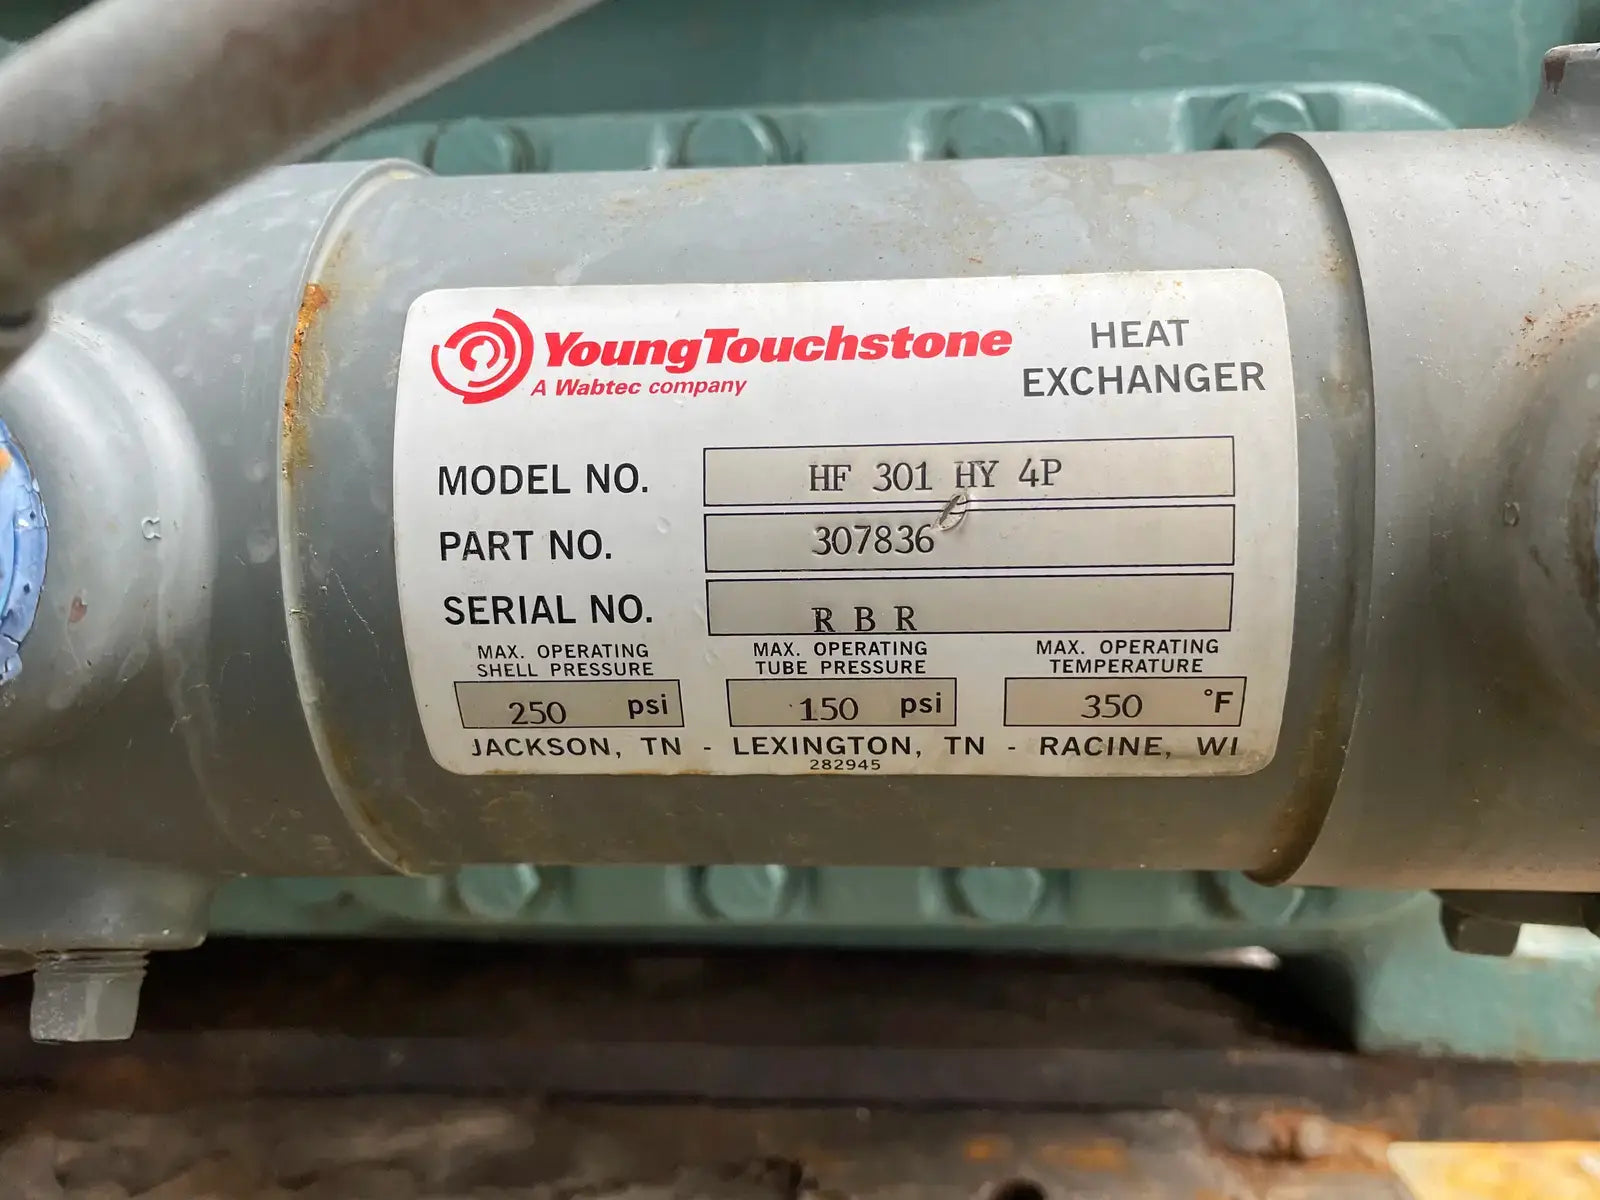 YoungTouchstone
A Wabtec company
HEAT
EXCHANGER
MODEL NO. HF 301 HY 4P
PART NO. 307836
SERIAL NO. R B R
MAX. OPERATING
SHELL PRESSURE
250 psi
MAX. OPERATING
TUBE PRESSURE
150 psi
MAX. OPERATING
TEMPERATURE
350 °F
JACKSON, TN - LEXINGTON, TN - RACINE, WI
282945